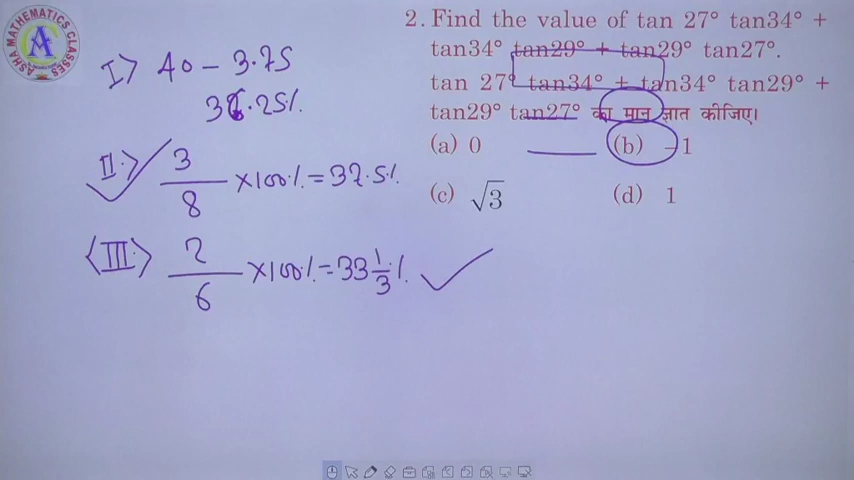 ASHA MATHEMATICS CLASSES
A
I> 40 - 3.75
36.25%
II> 3/8 ×100% = 37.5%
<III> 2/6 ×100% = 33 1/3 %
2. Find the value of tan 27° tan34° +
tan34° tan29° + tan29° tan27°.
tan 27° tan34° + tan34° tan29° +
tan29° tan27° का मान ज्ञात कीजिए।
(a) 0 (b) –1
(c) √3 (d) 1